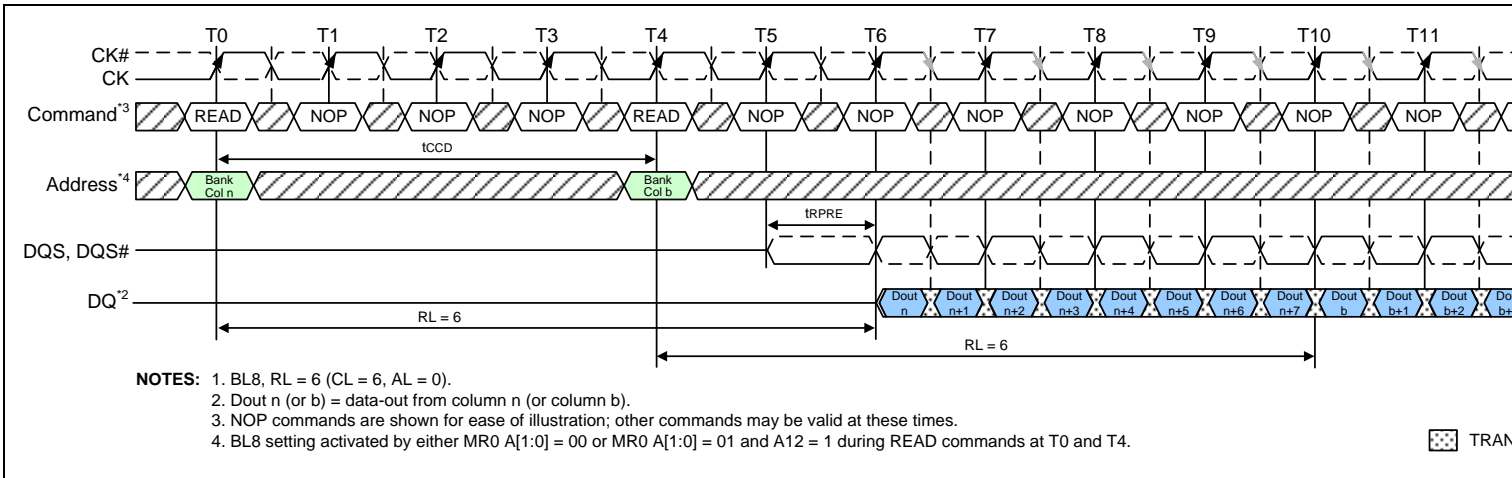 T0 T1 T2 T3 T4 T5 T6 T7 T8 T9 T10 T11
CK#
CK
Command*3 READ NOP NOP NOP READ NOP NOP NOP NOP NOP NOP NOP
tCCD
Address*4 Bank Col n Bank Col b
tRPRE
DQS, DQS#
DQ*2 Dout n Dout n+1 Dout n+2 Dout n+3 Dout n+4 Dout n+5 Dout n+6 Dout n+7 Dout b Dout b+1 Dout b+2
RL = 6
RL = 6
NOTES: 1. BL8, RL = 6 (CL = 6, AL = 0).
2. Dout n (or b) = data-out from column n (or column b).
3. NOP commands are shown for ease of illustration; other commands may be valid at these times.
4. BL8 setting activated by either MR0 A[1:0] = 00 or MR0 A[1:0] = 01 and A12 = 1 during READ commands at T0 and T4.
TRAN